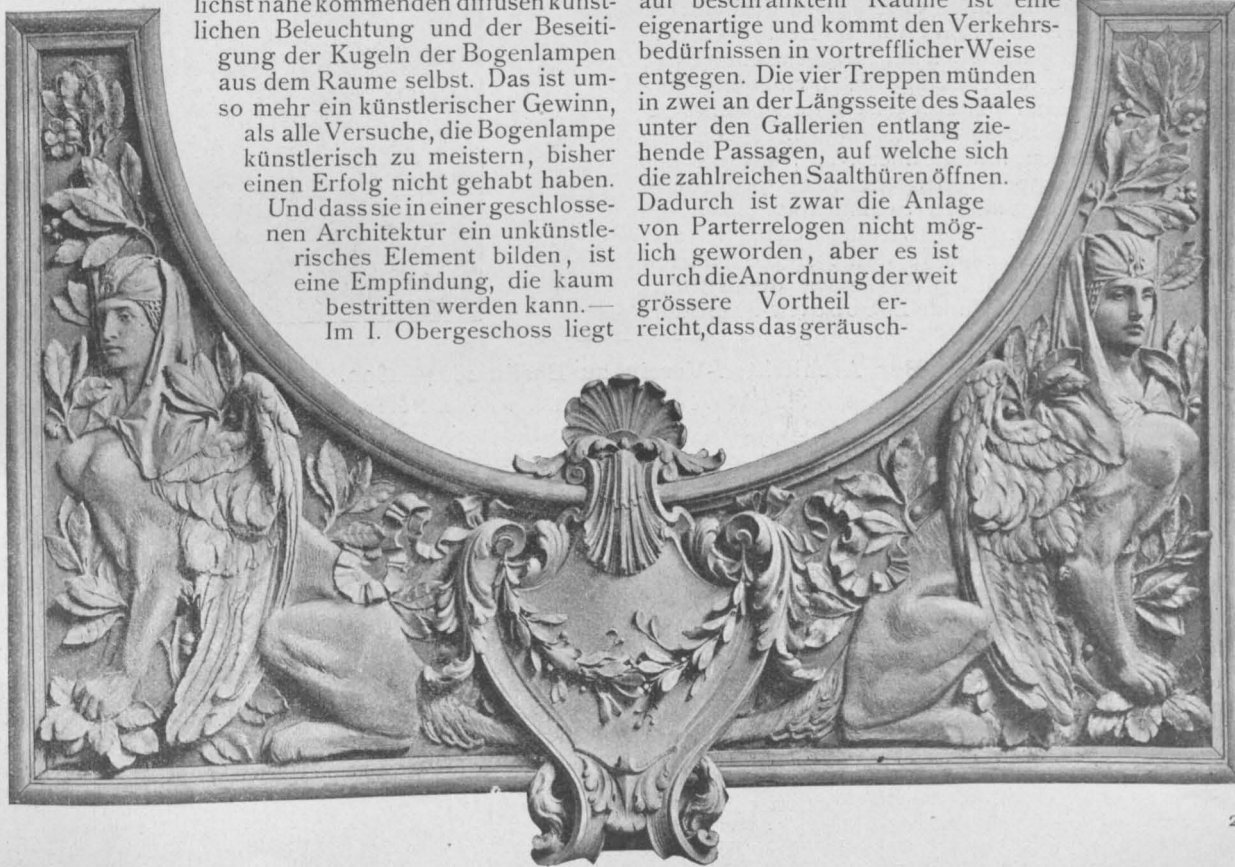 lichst nahe kommenden diffusen künst-
lichen Beleuchtung und der Beseiti-
gung der Kugeln der Bogenlampen
aus dem Raume selbst. Das ist um-
so mehr ein künstlerischer Gewinn,
als alle Versuche, die Bogenlampe
künstlerisch zu meistern, bisher
einen Erfolg nicht gehabt haben.
Und dass sie in einer geschlosse-
nen Architektur ein unkünstle-
risches Element bilden, ist
eine Empfindung, die kaum
bestritten werden kann.—
Im I. Obergeschoss liegt
auf beschränktem Raume ist eine
eigenartige und kommt den Verkehrs-
bedürfnissen in vortrefflicher Weise
entgegen. Die vier Treppen münden
in zwei an der Längsseite des Saales
unter den Gallerien entlang zie-
hende Passagen, auf welche sich
die zahlreichen Saalthüren öffnen.
Dadurch ist zwar die Anlage
von Parterrelogen nicht mög-
lich geworden, aber es ist
durch die Anordnung der weit
grössere Vortheil er-
reicht, dass das geräusch-
2